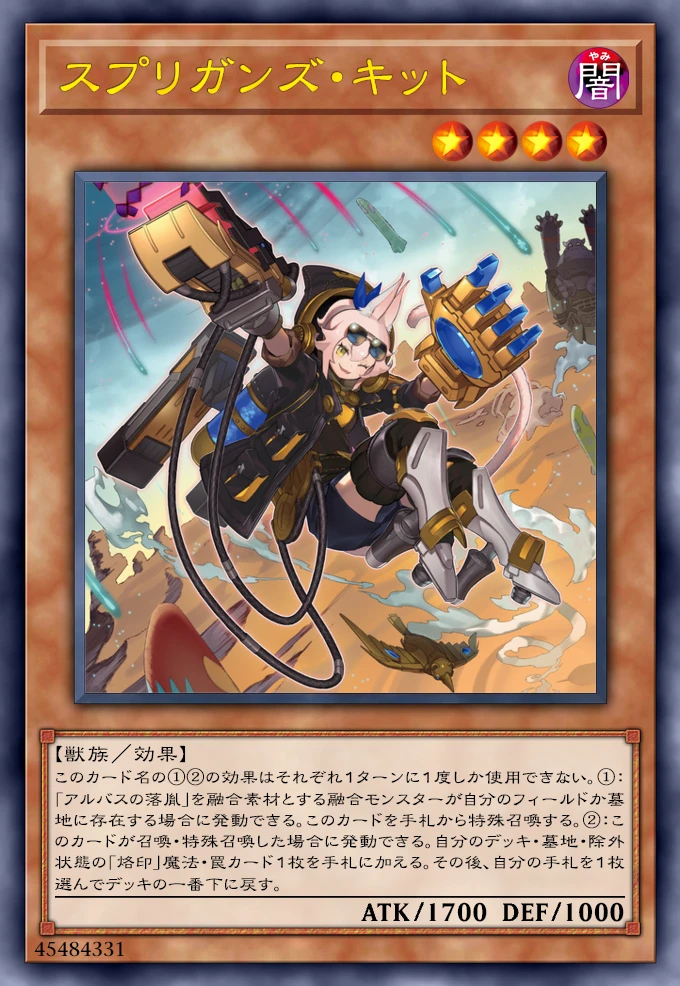 スプリガンズ・キット
やみ
闇
【獣族／効果】
このカード名の①②の効果はそれぞれ1ターンに1度しか使用できない。①：
「アルバスの落胤」を融合素材とする融合モンスターが自分のフィールドか墓
地に存在する場合に発動できる。このカードを手札から特殊召喚する。②：こ
のカードが召喚・特殊召喚した場合に発動できる。自分のデッキ・墓地・除外
状態の「烙印」魔法・罠カード1枚を手札に加える。その後、自分の手札を1枚
選んでデッキの一番下に戻す。
ATK/1700 DEF/1000
45484331